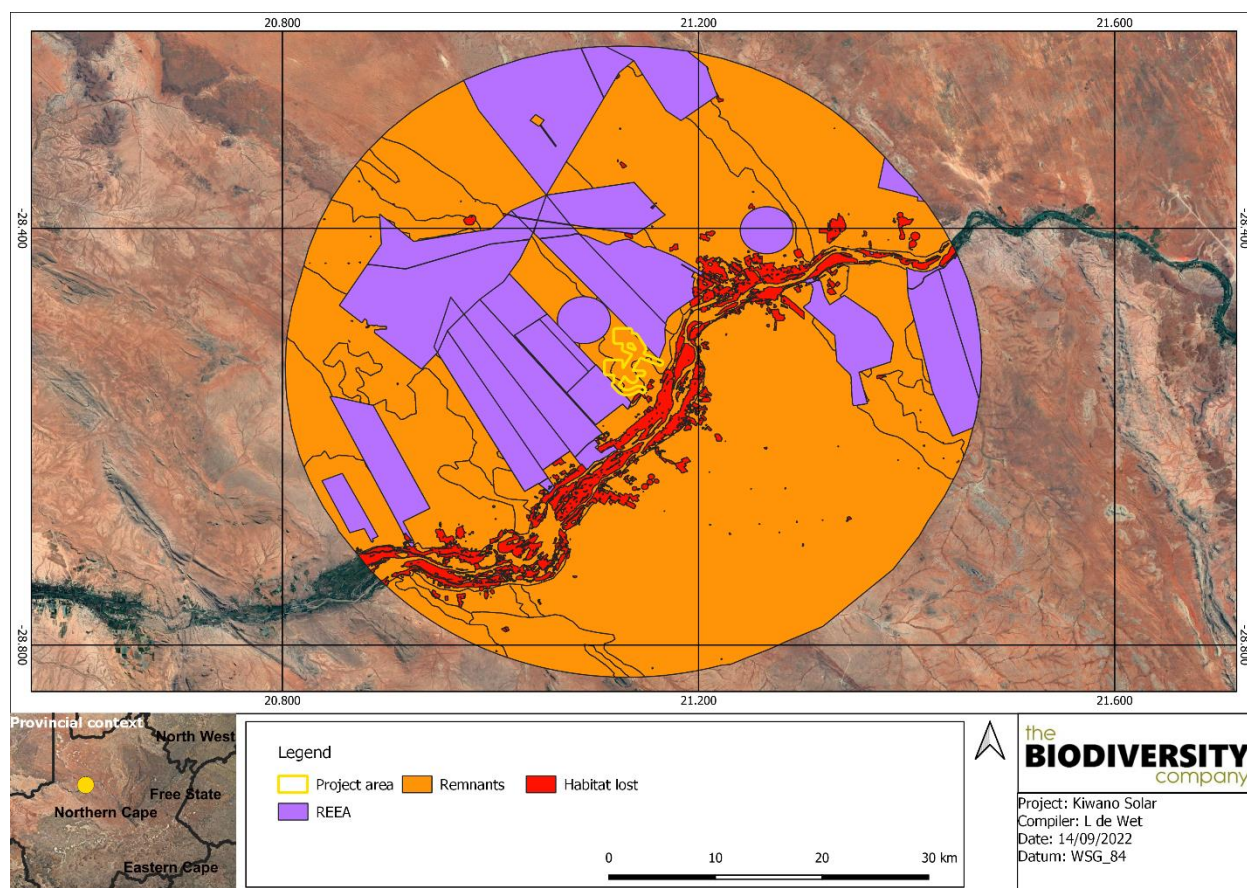 20.800 21.200 21.600
-28.400 -28.400
-28.800 -28.800
20.800 21.200 21.600
Provincial context
North West
Free State
Northern Cape
Eastern Cape
Legend
Project area Remnants Habitat lost
REEA
0 10 20 30 km
the
BIODIVERSITY
company
Project: Kiwano Solar
Compiler: L de Wet
Date: 14/09/2022
Datum: WSG_84